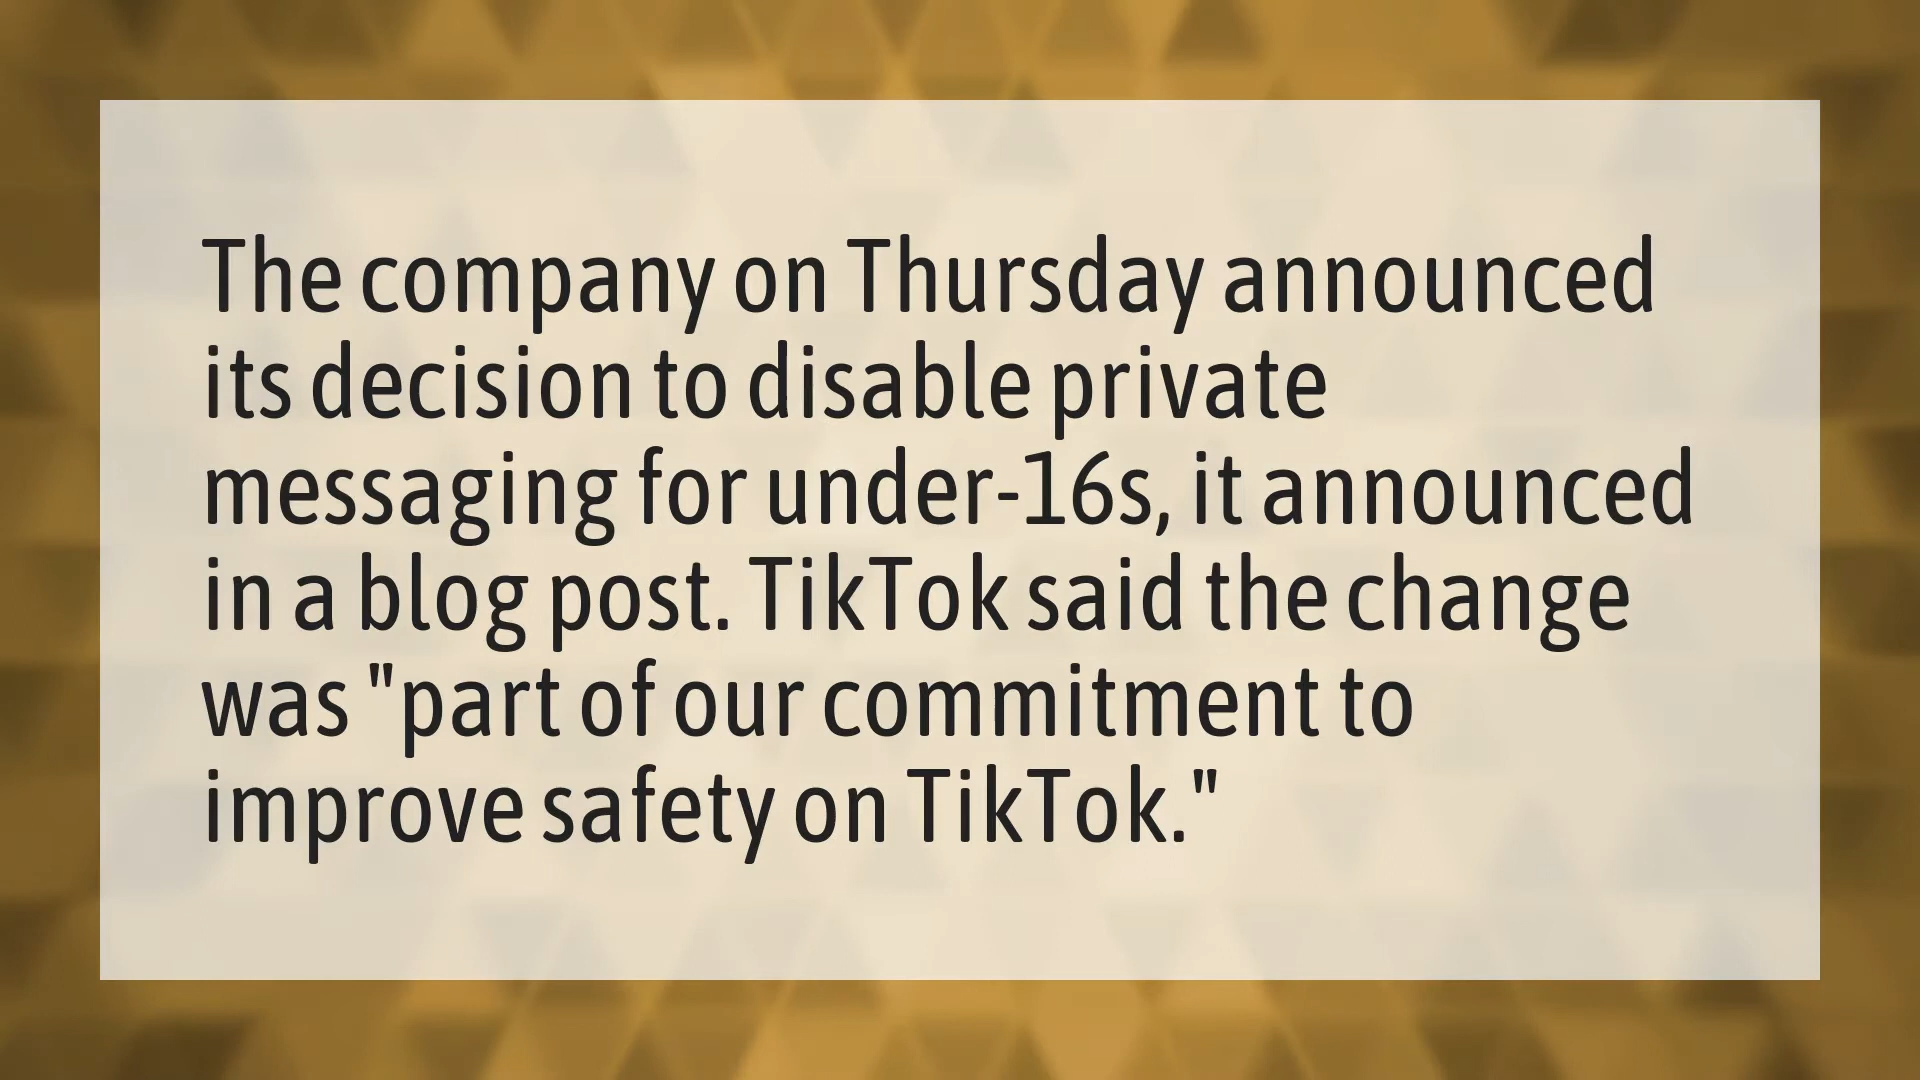 The company on Thursday announced
its decision to disable private
messaging for under-16s, it announced
in a blog post. TikTok said the change
was "part of our commitment to
improve safety on TikTok."